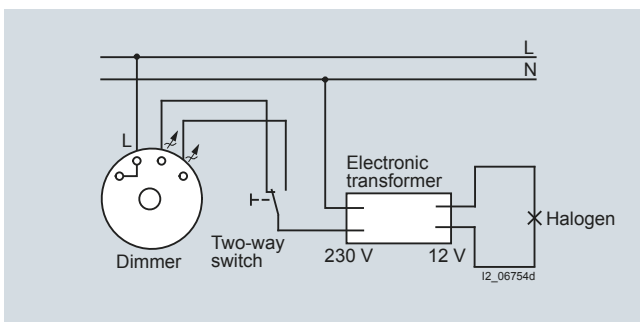 L
N
L
Electronic
transformer
Halogen
Two-way
switch
Dimmer
230 V
12 V
I2_06754d